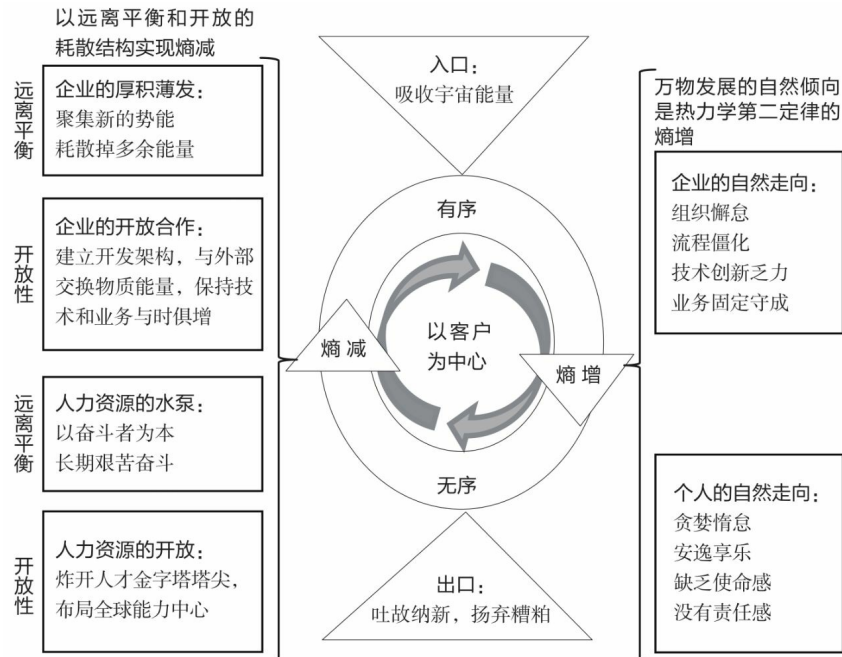 以远离平衡和开放的
耗散结构实现熵减
远离平衡
企业的厚积薄发：
聚集新的势能
耗散掉多余能量
开放性
企业的开放合作：
建立开发架构，与外部
交换物质能量，保持技
术和业务与时俱增
远离平衡
人力资源的水泵：
以奋斗者为本
长期艰苦奋斗
开放性
人力资源的开放：
炸开人才金字塔塔尖，
布局全球能力中心
入口：
吸收宇宙能量
有序
熵减
以客户
为中心
熵增
无序
出口：
吐故纳新，扬弃糟粕
万物发展的自然倾向
是热力学第二定律的
熵增
企业的自然走向：
组织懈怠
流程僵化
技术创新乏力
业务固定守成
个人的自然走向：
贪婪惰怠
安逸享乐
缺乏使命感
没有责任感